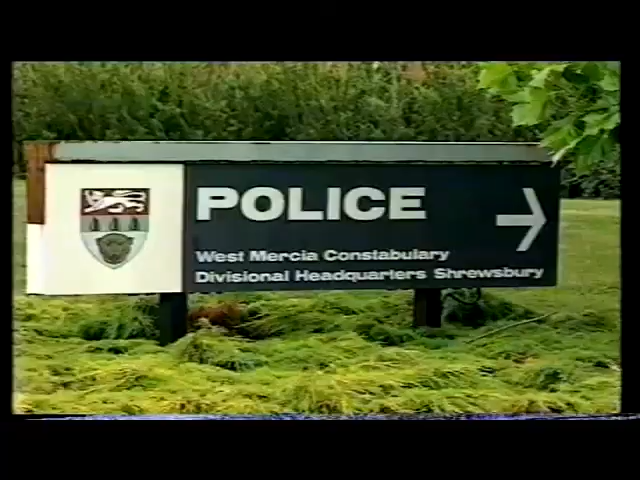 POLICE
West Mercia Constabulary
Divisional Headquarters Shrewsbury